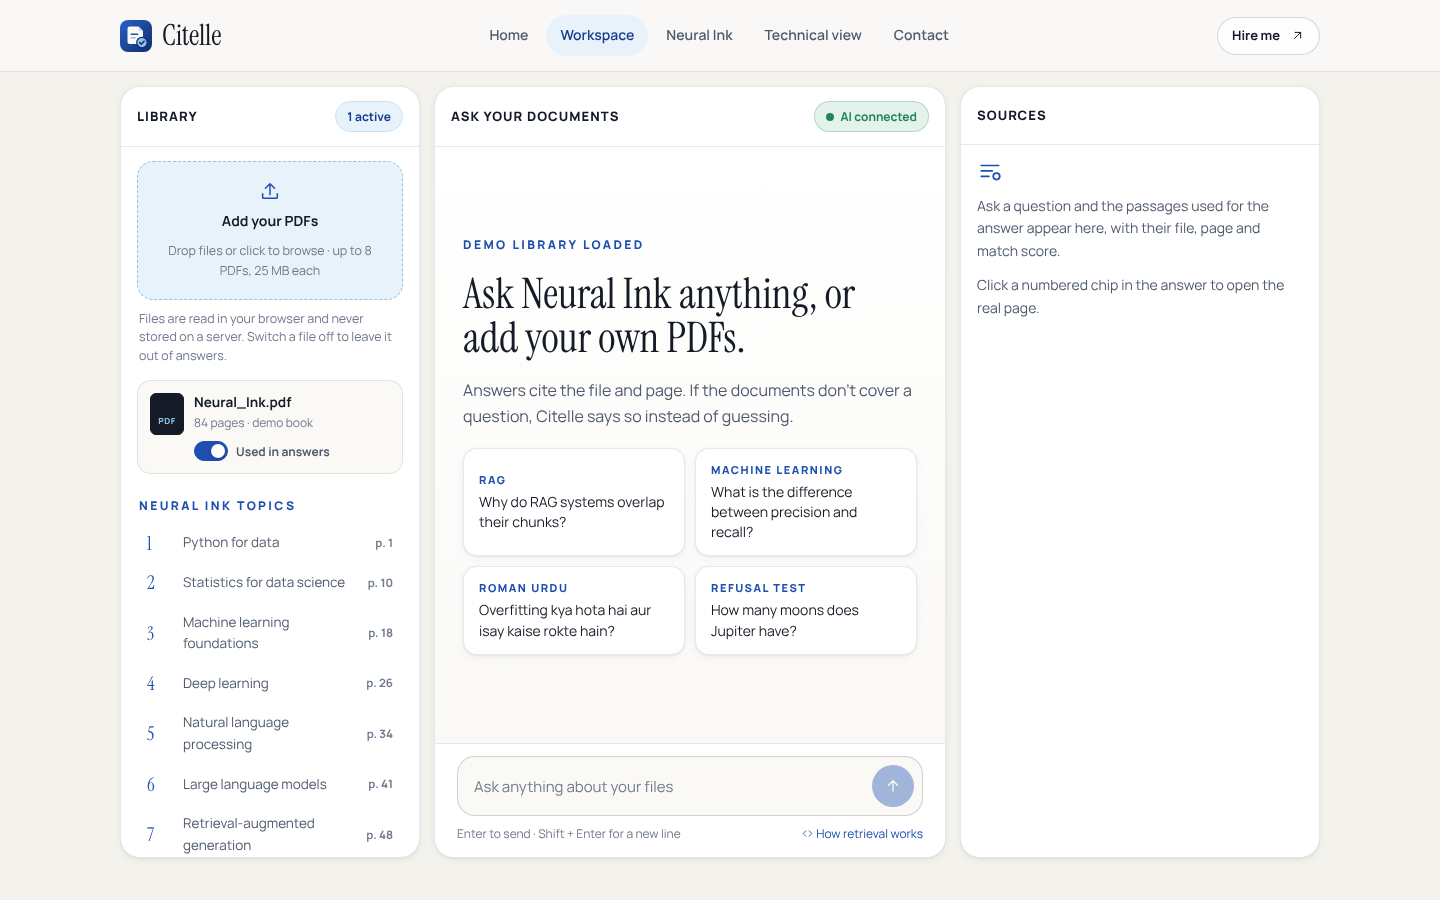 Citelle
Home
Workspace
Neural Ink
Technical view
Contact
Hire me
LIBRARY
1 active
Add your PDFs
Drop files or click to browse · up to 8
PDFs, 25 MB each
Files are read in your browser and never
stored on a server. Switch a file off to leave it
out of answers.
PDF
Neural_Ink.pdf
84 pages · demo book
Used in answers
NEURAL INK TOPICS
1 Python for data p. 1
2 Statistics for data science p. 10
3 Machine learning
foundations p. 18
4 Deep learning p. 26
5 Natural language
processing p. 34
6 Large language models p. 41
7 Retrieval-augmented
generation p. 48
ASK YOUR DOCUMENTS
AI connected
DEMO LIBRARY LOADED
Ask Neural Ink anything, or
add your own PDFs.
Answers cite the file and page. If the documents don't cover a
question, Citelle says so instead of guessing.
RAG
Why do RAG systems overlap
their chunks?
MACHINE LEARNING
What is the difference
between precision and
recall?
ROMAN URDU
Overfitting kya hota hai aur
isay kaise rokte hain?
REFUSAL TEST
How many moons does
Jupiter have?
Ask anything about your files
Enter to send · Shift + Enter for a new line
<> How retrieval works
SOURCES
Ask a question and the passages used for the
answer appear here, with their file, page and
match score.
Click a numbered chip in the answer to open the
real page.